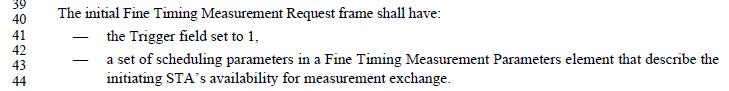 39
40 The initial Fine Timing Measurement Request frame shall have:
41 — the Trigger field set to 1,
42
43 — a set of scheduling parameters in a Fine Timing Measurement Parameters element that describe the
44 initiating STA's availability for measurement exchange.